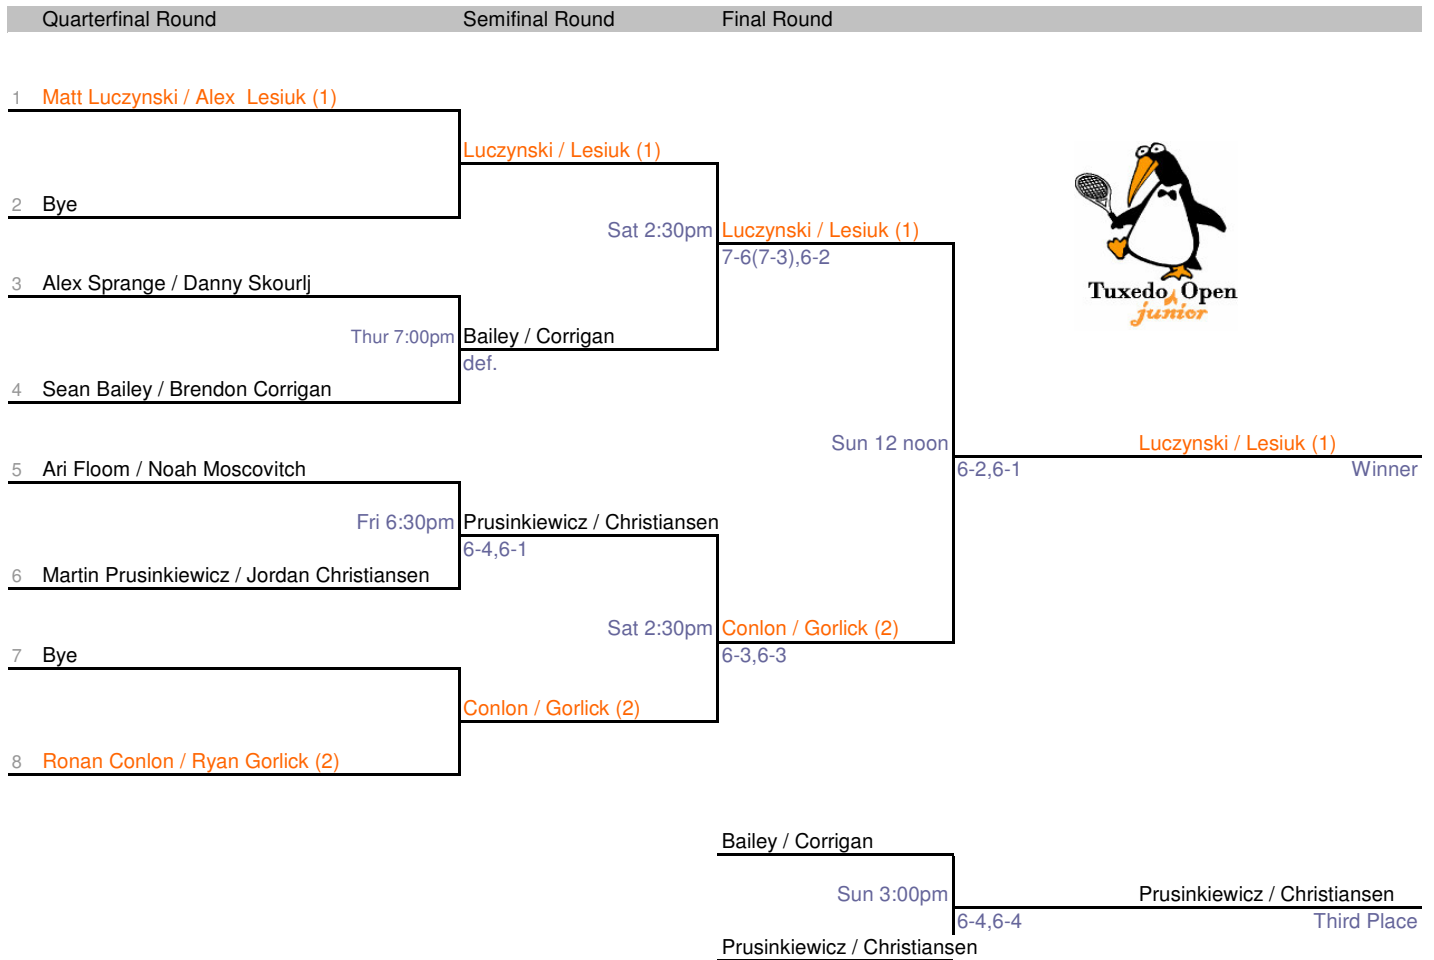 Quarterfinal Round Semifinal Round Final Round
1 Matt Luczynski / Alex  Lesiuk (1)
Luczynski / Lesiuk (1)
2 Bye
Sat 2:30pm Luczynski / Lesiuk (1)
7-6(7-3),6-2
3 Alex Sprange / Danny Skourlj
Tuxedo Open
junior
Thur 7:00pm Bailey / Corrigan
def.
4 Sean Bailey / Brendon Corrigan
Sun 12 noon Luczynski / Lesiuk (1)
5 Ari Floom / Noah Moscovitch
6-2,6-1 Winner
Fri 6:30pm Prusinkiewicz / Christiansen
6-4,6-1
6 Martin Prusinkiewicz / Jordan Christiansen
Sat 2:30pm Conlon / Gorlick (2)
7 Bye
6-3,6-3
Conlon / Gorlick (2)
8 Ronan Conlon / Ryan Gorlick (2)
Bailey / Corrigan
Sun 3:00pm Prusinkiewicz / Christiansen
6-4,6-4 Third Place
Prusinkiewicz / Christiansen